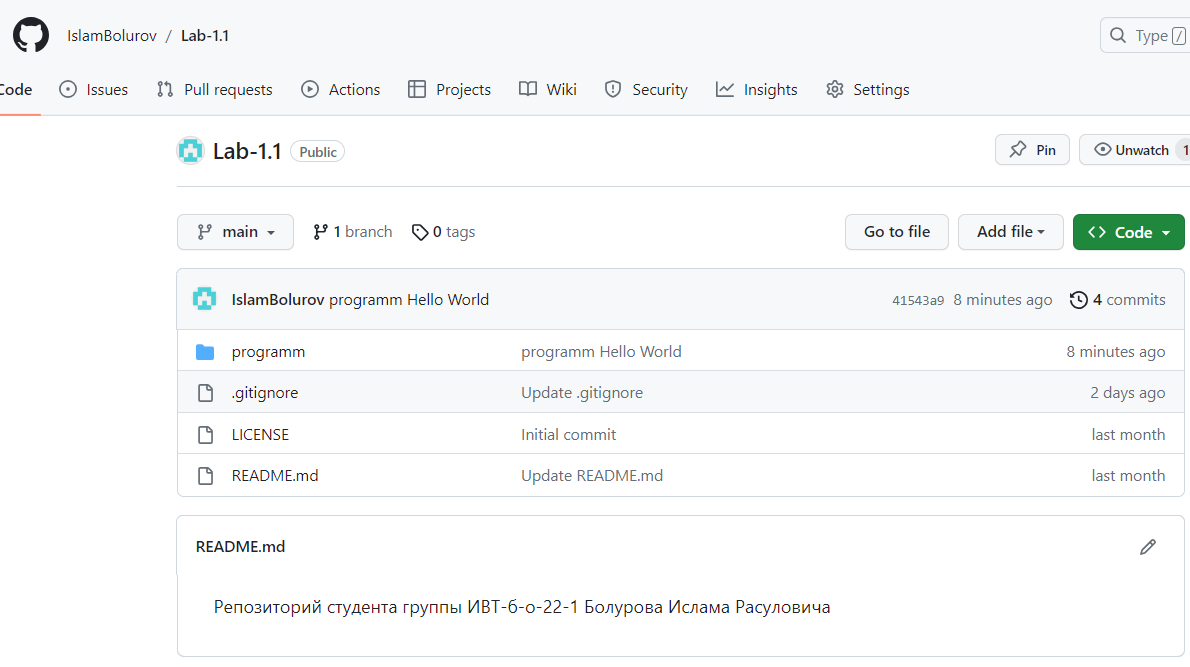 IslamBolurov / Lab-1.1
Type /
Code Issues Pull requests Actions Projects Wiki Security Insights Settings
Lab-1.1 Public Pin Unwatch 1
main 1 branch 0 tags Go to file Add file Code
IslamBolurov programm Hello World 41543a9 8 minutes ago 4 commits
programm programm Hello World 8 minutes ago
.gitignore Update .gitignore 2 days ago
LICENSE Initial commit last month
README.md Update README.md last month
README.md
Репозиторий студента группы ИВТ-б-о-22-1 Болурова Ислама Расуловича